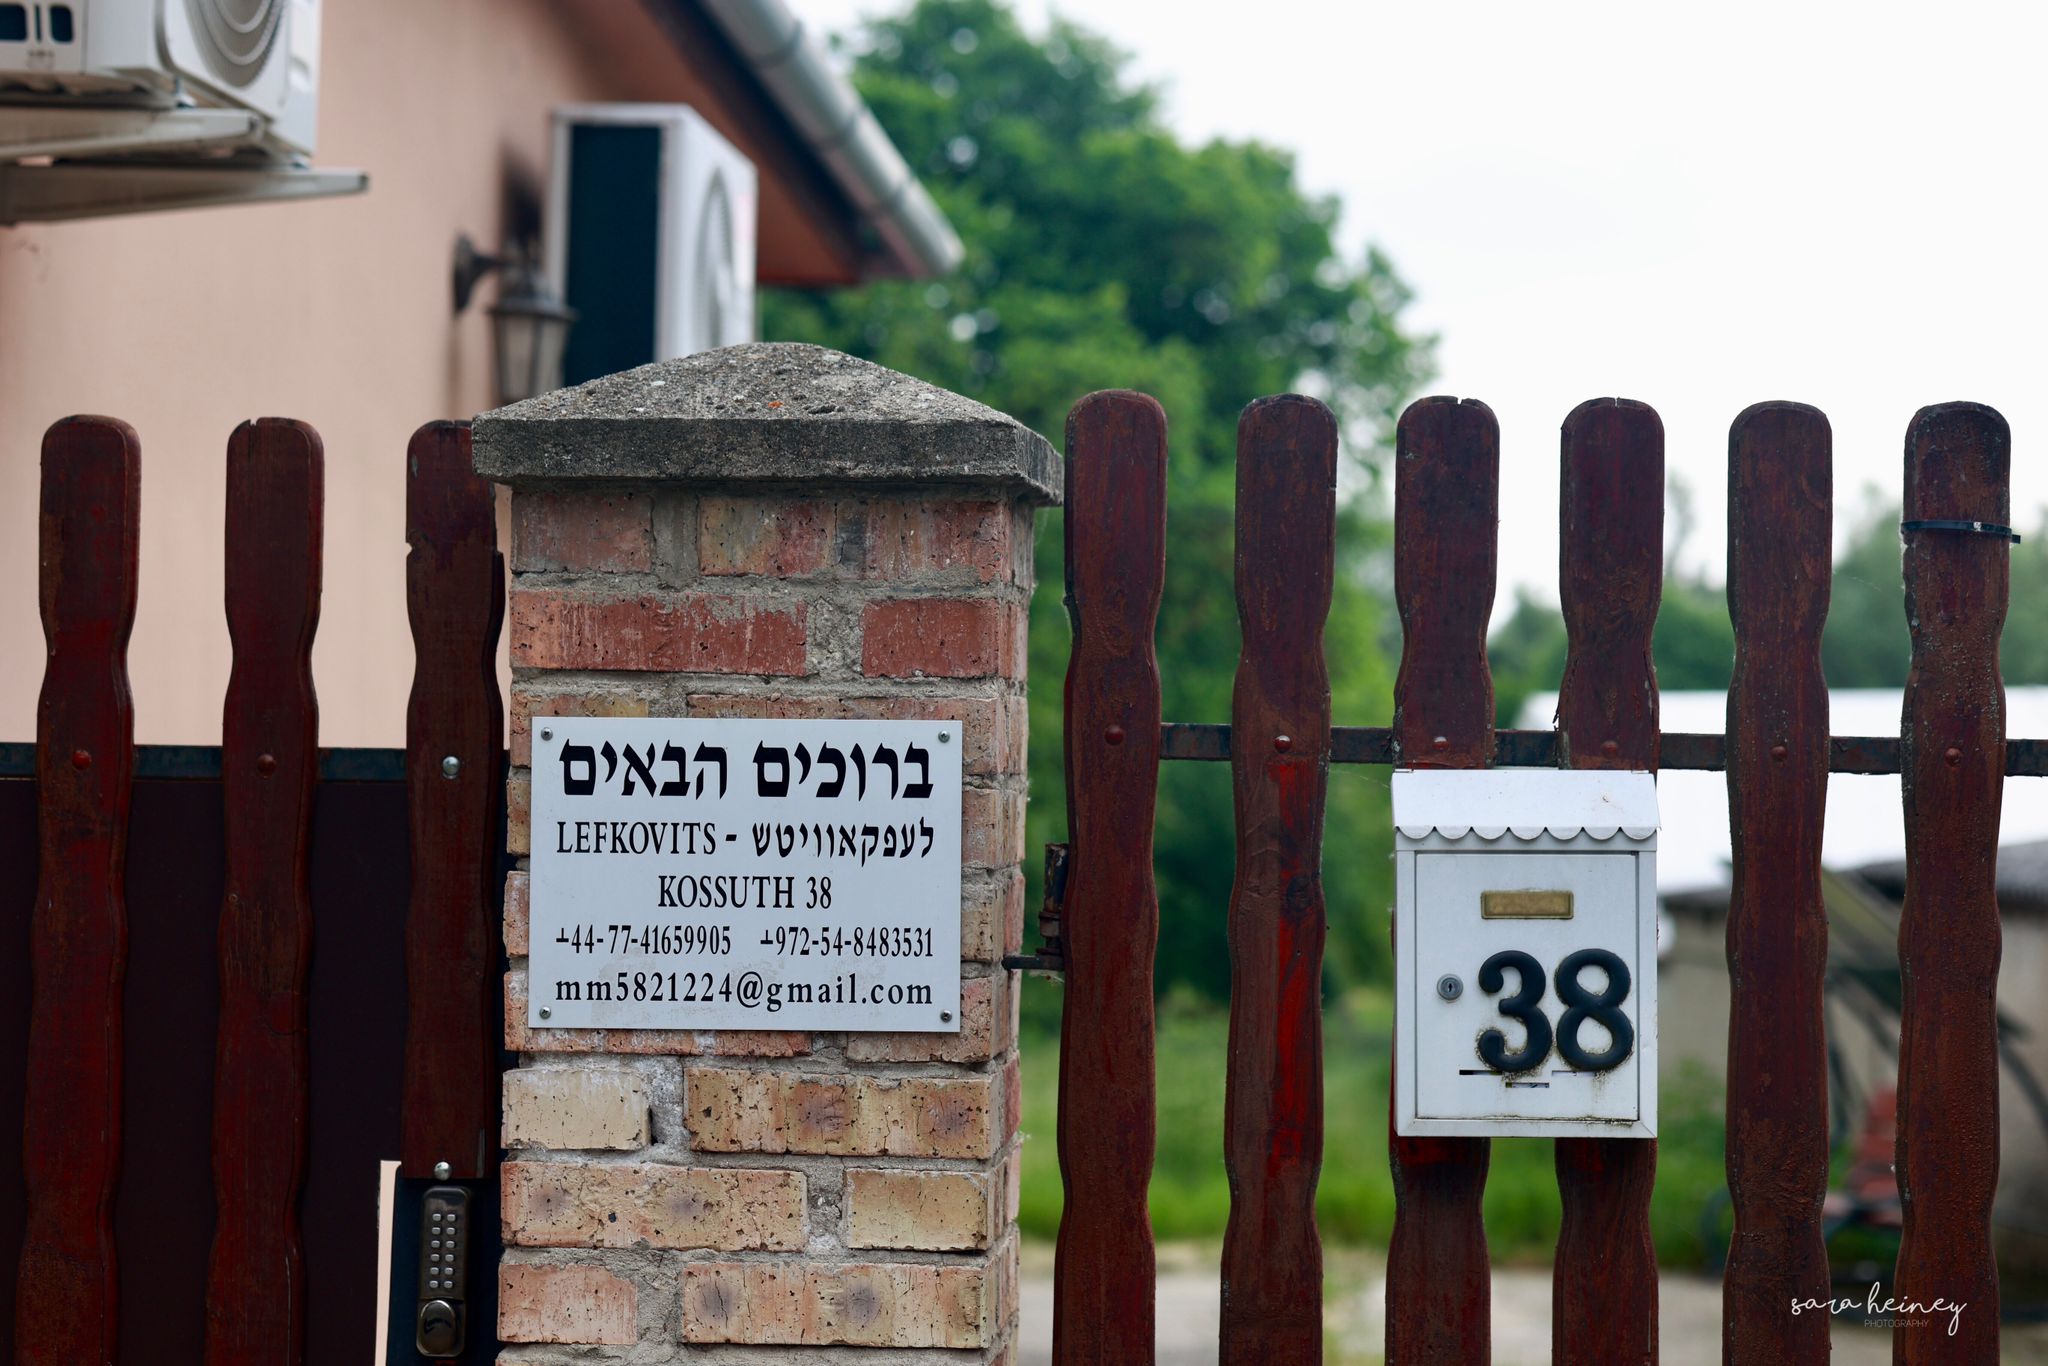 ברוכים הבאים
LEFKOVITS - לעפקאוויטש
KOSSUTH 38
+44-77-41659905 +972-54-8483531
mm5821224@gmail.com
38
sara heiney
PHOTOGRAPHY